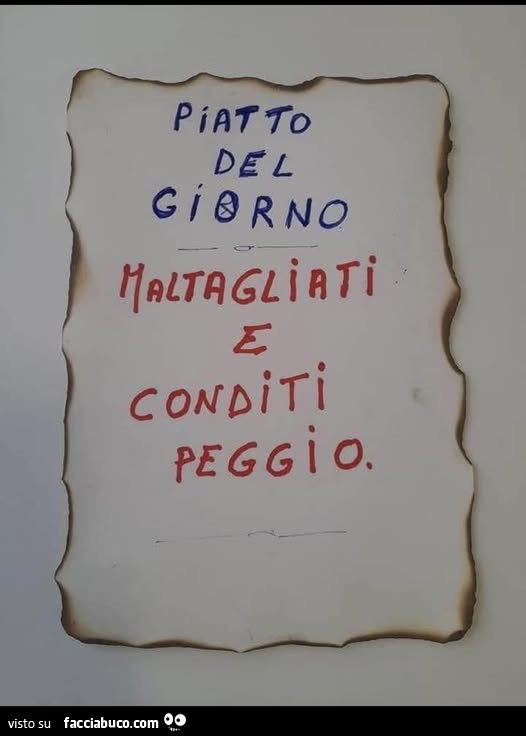 PiATTO
DEL
GiORNO
MALTAGLiATi
E
CONDiTi
PEGGiO.
visto su facciabuco.com